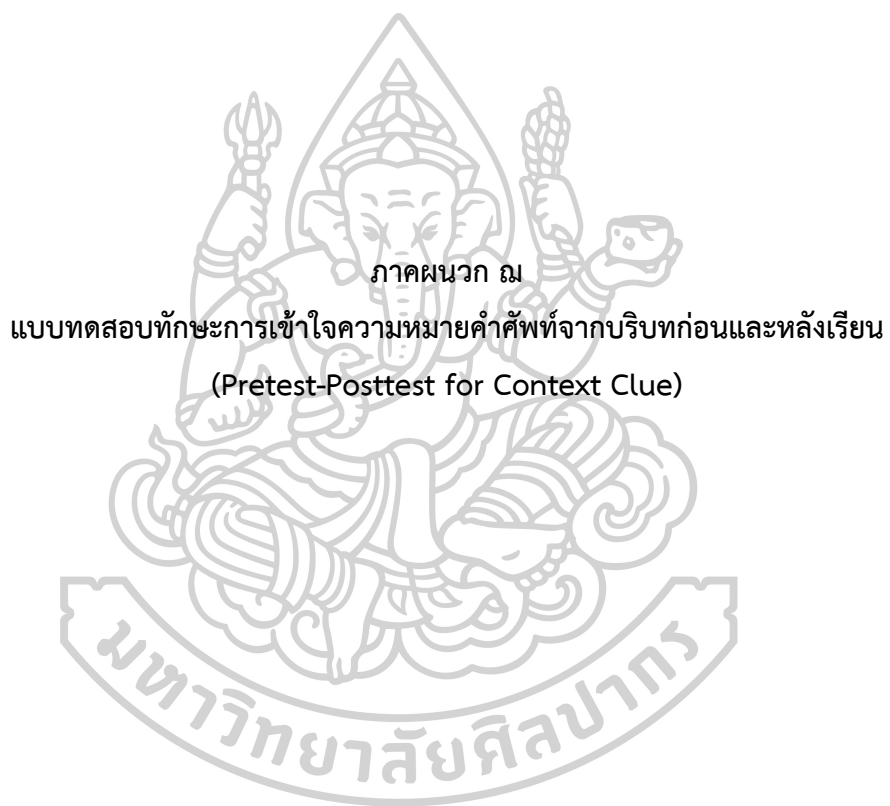 ภาคผนวก ฌ
แบบทดสอบทักษะการเข้าใจความหมายคำศัพท์จากบริบทก่อนและหลังเรียน
(Pretest-Posttest for Context Clue)
มหาวิทยาลัยศิลปากร